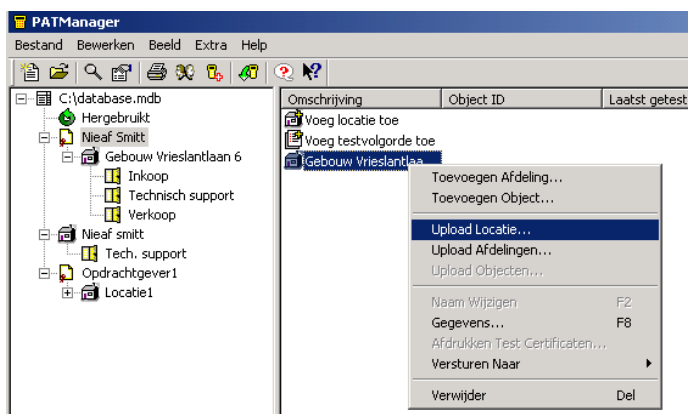 PATManager
Bestand Bewerken Beeld Extra Help
C:\database.mdb
Hergebruikt
Nieaf Smitt
Gebouw Vrieslantlaan 6
Inkoop
Technisch support
Verkoop
Nieaf smitt
Tech. support
Opdrachtgever1
Locatie1
Omschrijving Object ID Laatst getest
Voeg locatie toe
Voeg testvolgorde toe
Gebouw Vrieslantlaa...
Toevoegen Afdeling...
Toevoegen Object...
Upload Locatie...
Upload Afdelingen...
Upload Objecten...
Naam Wijzigen F2
Gegevens... F8
Afdrukken Test Certificaten...
Versturen Naar
Verwijder Del